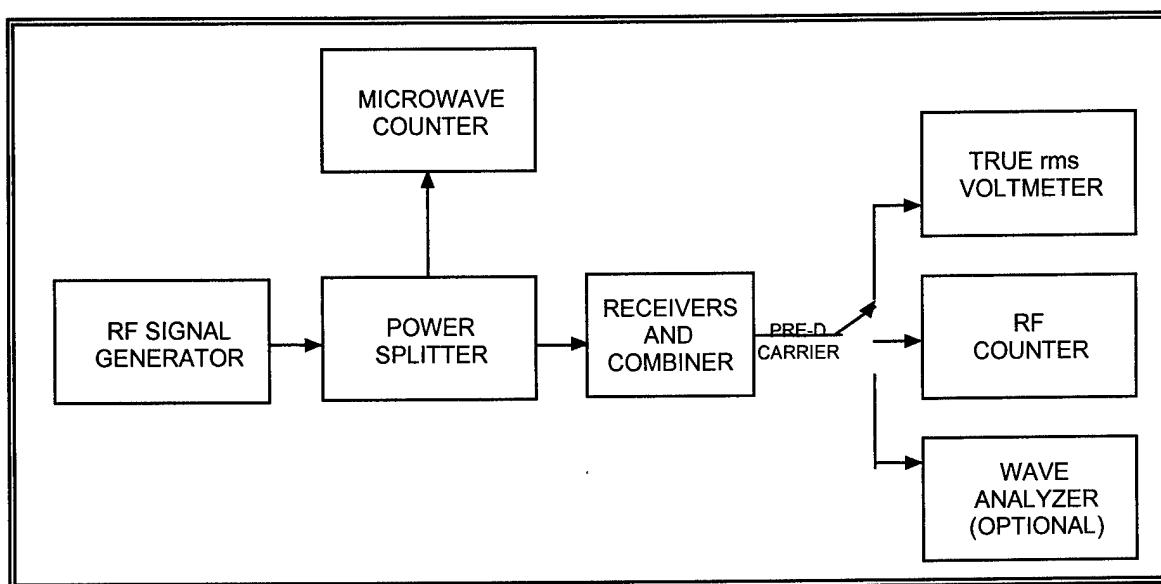 MICROWAVE
COUNTER
TRUE rms
VOLTMETER
RF SIGNAL
GENERATOR
POWER
SPLITTER
RECEIVERS
AND
COMBINER
PRE-D
CARRIER
RF
COUNTER
WAVE
ANALYZER
(OPTIONAL)